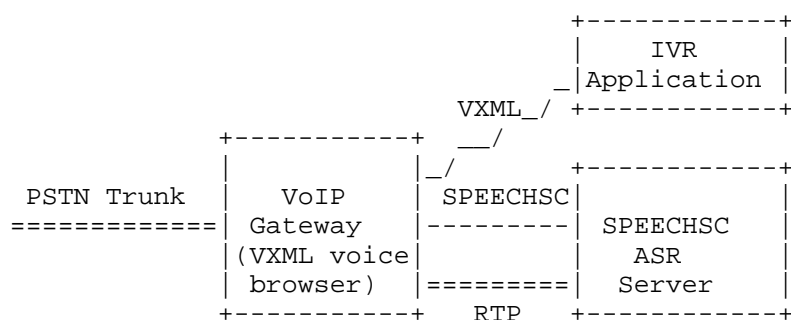 IVR
Application
VXML
PSTN Trunk VoIP SPEECHSC
Gateway SPEECHSC
(VXML voice ASR
browser) Server
RTP